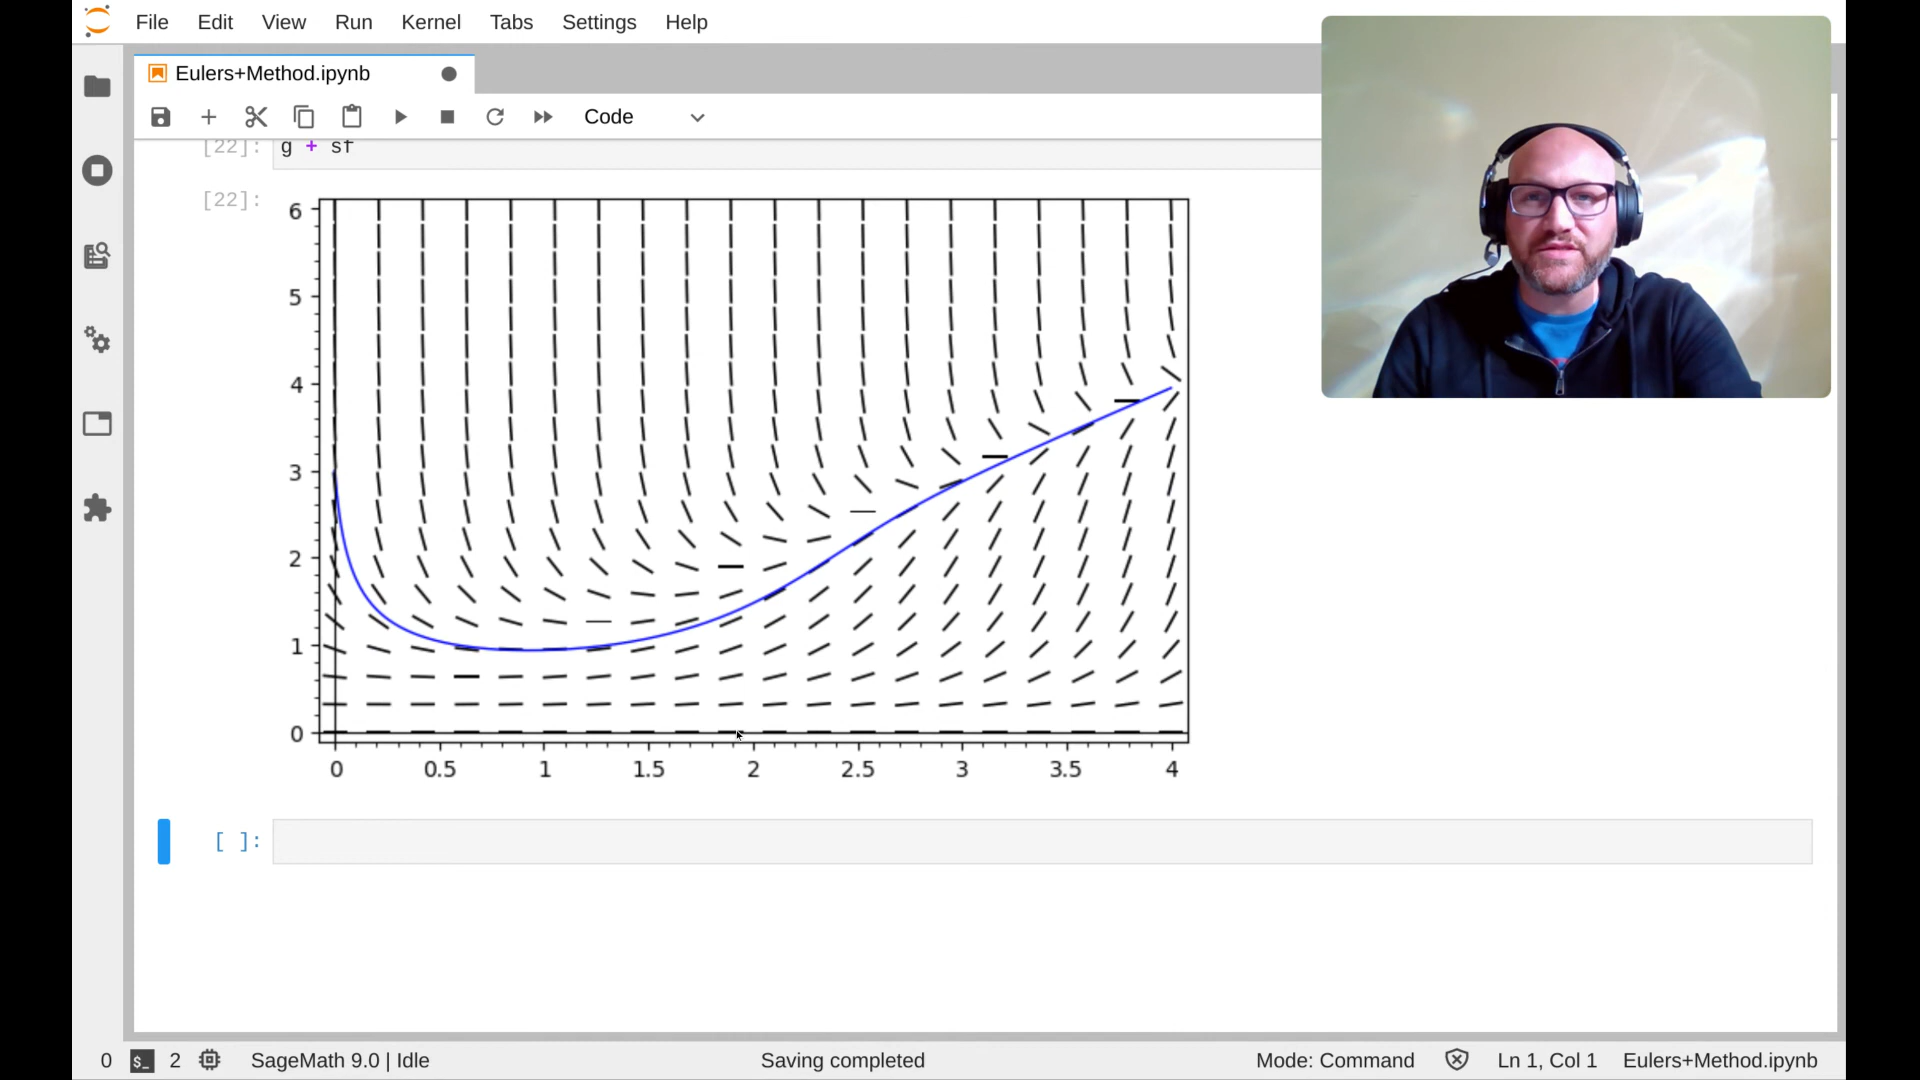 File Edit View Run Kernel Tabs Settings Help
Eulers+Method.ipynb
Code
[22]: g + sf
[22]:
6
5
4
3
2
1
0
0 0.5 1 1.5 2 2.5 3 3.5 4
[ ]:
0 $_ 2 SageMath 9.0 | Idle Saving completed Mode: Command Ln 1, Col 1 Eulers+Method.ipynb